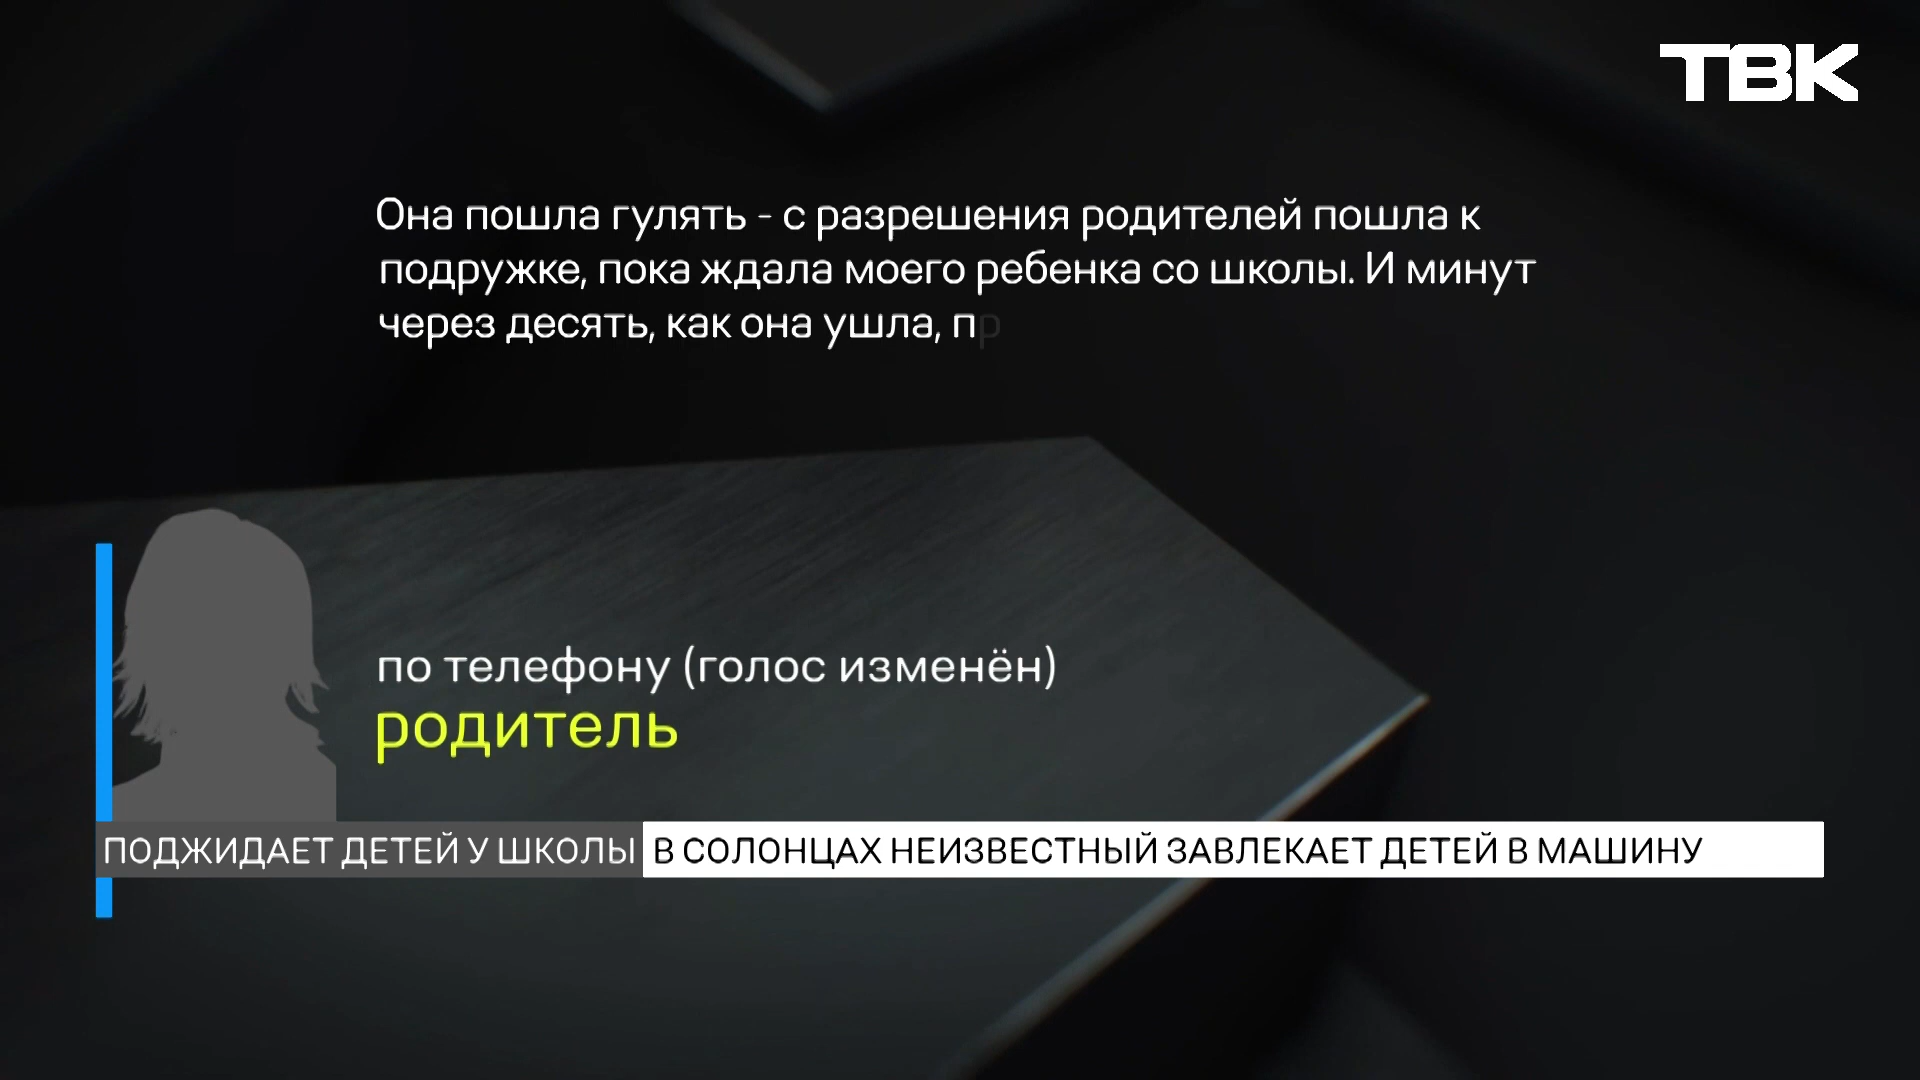 ТВК
Она пошла гулять - с разрешения родителей пошла к
подружке, пока ждала моего ребенка со школы. И минут
через десять, как она ушла, пр
по телефону (голос изменён)
родитель
ПОДЖИДАЕТ ДЕТЕЙ У ШКОЛЫ В СОЛОНЦАХ НЕИЗВЕСТНЫЙ ЗАВЛЕКАЕТ ДЕТЕЙ В МАШИНУ